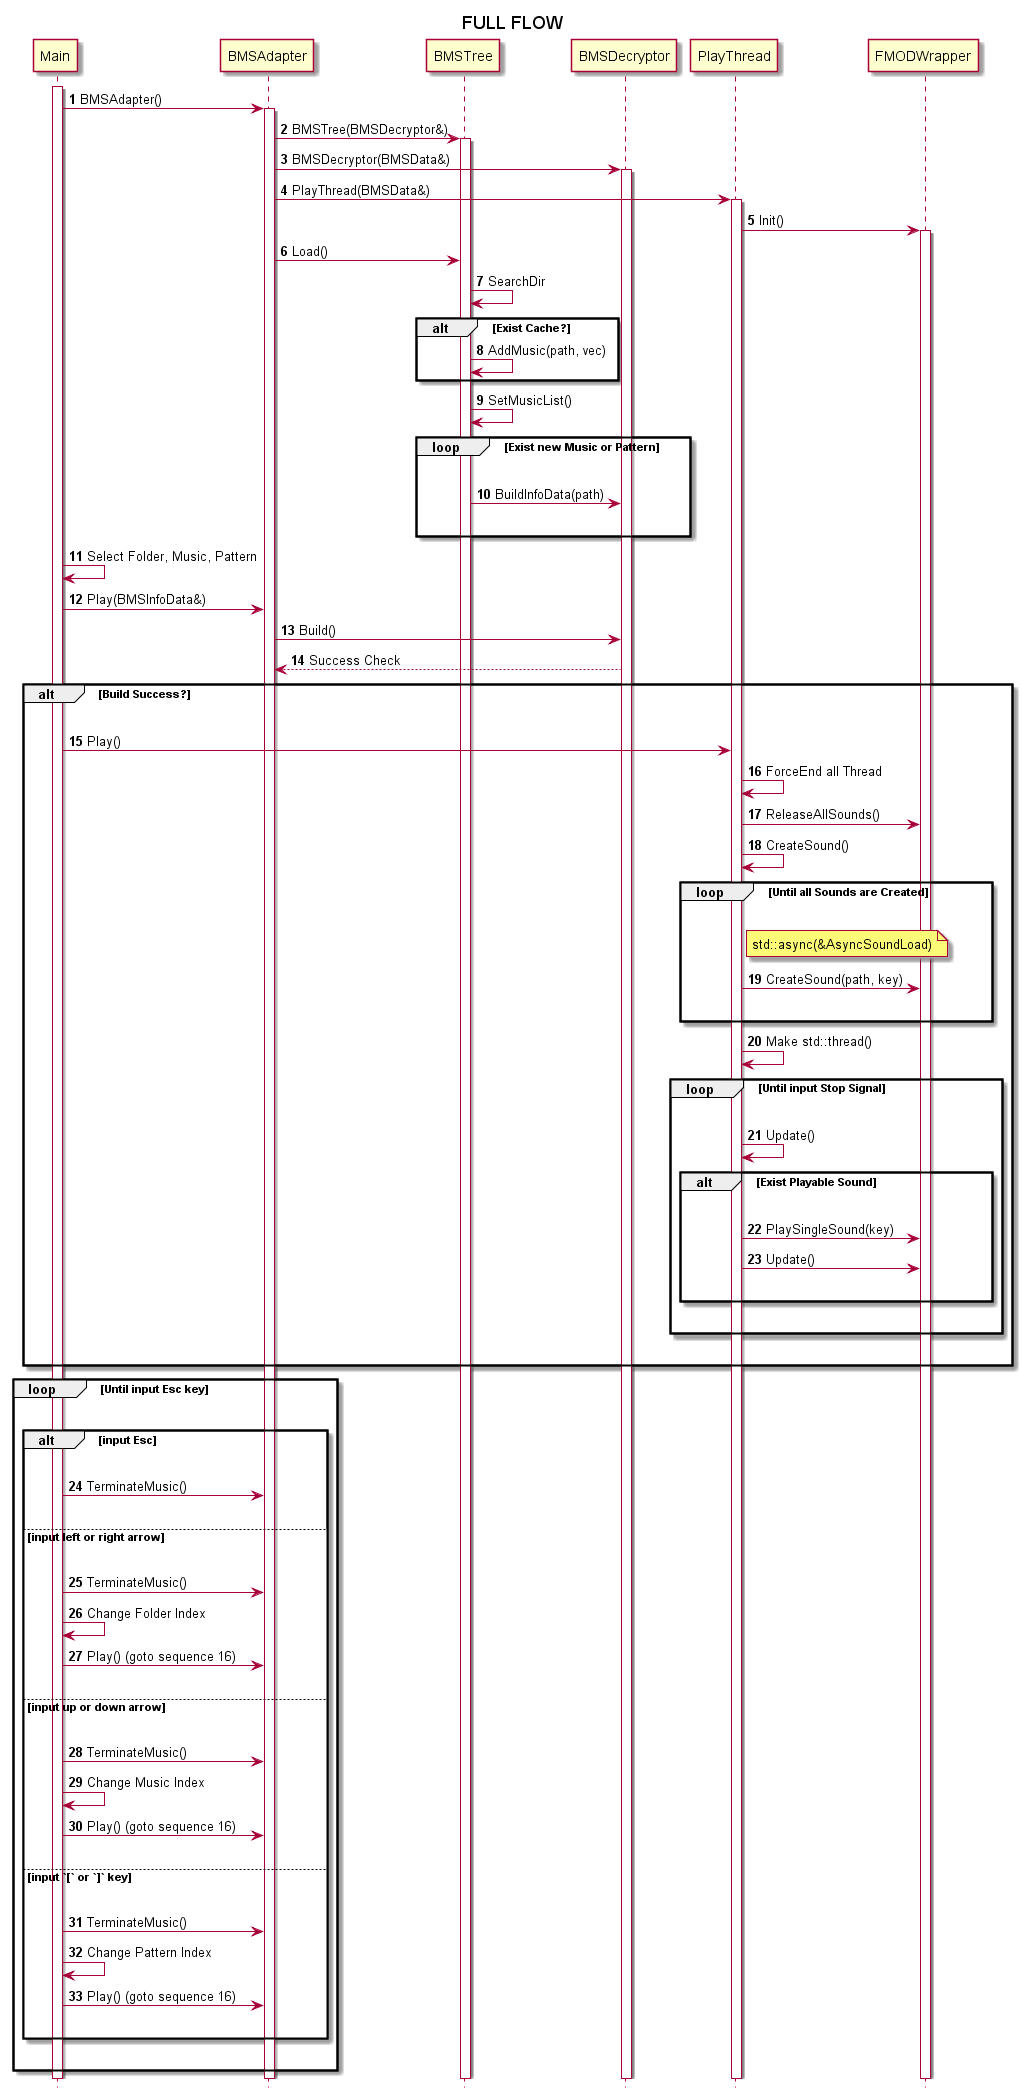 FULL FLOW
Main BMSAdapter BMSTree BMSDecryptor PlayThread FMODWrapper
1 BMSAdapter()
2 BMSTree(BMSDecryptor&)
3 BMSDecryptor(BMSData&)
4 PlayThread(BMSData&)
5 Init()
6 Load()
7 SearchDir
alt [Exist Cache?]
8 AddMusic(path, vec)
9 SetMusicList()
loop [Exist new Music or Pattern]
10 BuildInfoData(path)
11 Select Folder, Music, Pattern
12 Play(BMSInfoData&)
13 Build()
14 Success Check
alt [Build Success?]
15 Play()
16 ForceEnd all Thread
17 ReleaseAllSounds()
18 CreateSound()
loop [Until all Sounds are Created]
std::async(&AsyncSoundLoad)
19 CreateSound(path, key)
20 Make std::thread()
loop [Until input Stop Signal]
21 Update()
alt [Exist Playable Sound]
22 PlaySingleSound(key)
23 Update()
loop [Until input Esc key]
alt [input Esc]
24 TerminateMusic()
[input left or right arrow]
25 TerminateMusic()
26 Change Folder Index
27 Play() (goto sequence 16)
[input up or down arrow]
28 TerminateMusic()
29 Change Music Index
30 Play() (goto sequence 16)
[input `[` or `]` key]
31 TerminateMusic()
32 Change Pattern Index
33 Play() (goto sequence 16)